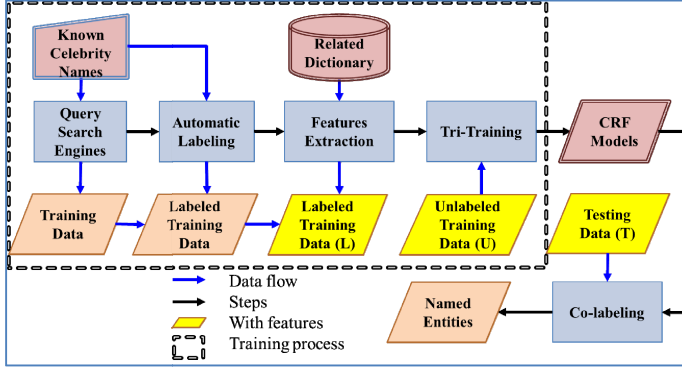 Known
Celebrity
Names
Related
Dictionary
Query
Search
Engines
Automatic
Labeling
Features
Extraction
Tri-Training
CRF
Models
Training
Data
Labeled
Training
Data
Labeled
Training
Data (L)
Unlabeled
Training
Data (U)
Testing
Data (T)
Data flow
Steps
With features
Training process
Named
Entities
Co-labeling